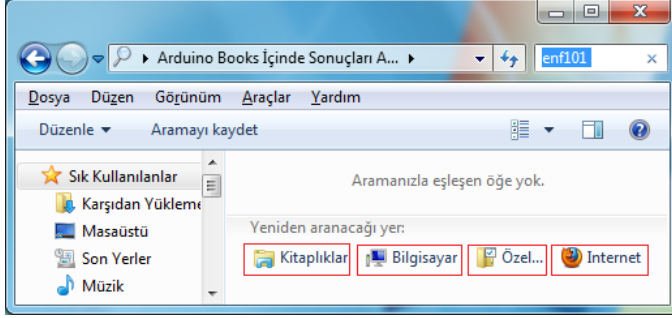 Arduino Books İçinde Sonuçları A...
enf101
Dosya Düzen Görünüm Araçlar Yardım
Düzenle Aramayı kaydet
Sık Kullanılanlar
Karşıdan Yükleme
Masaüstü
Son Yerler
Müzik
Aramanızla eşleşen öğe yok.
Yeniden aranacağı yer:
Kitaplıklar Bilgisayar Özel... Internet